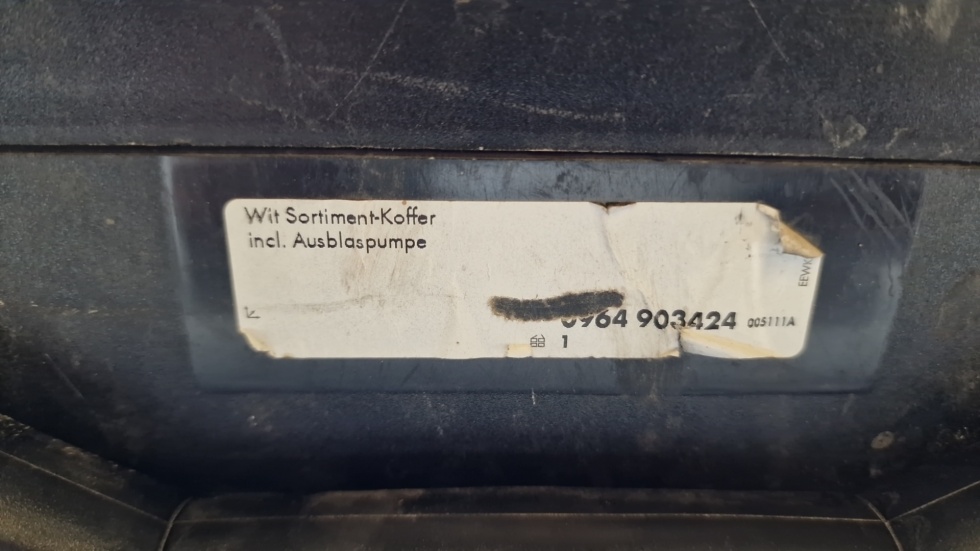 Wit Sortiment-Koffer
incl. Ausblaspumpe
0964 903424 005111A
1